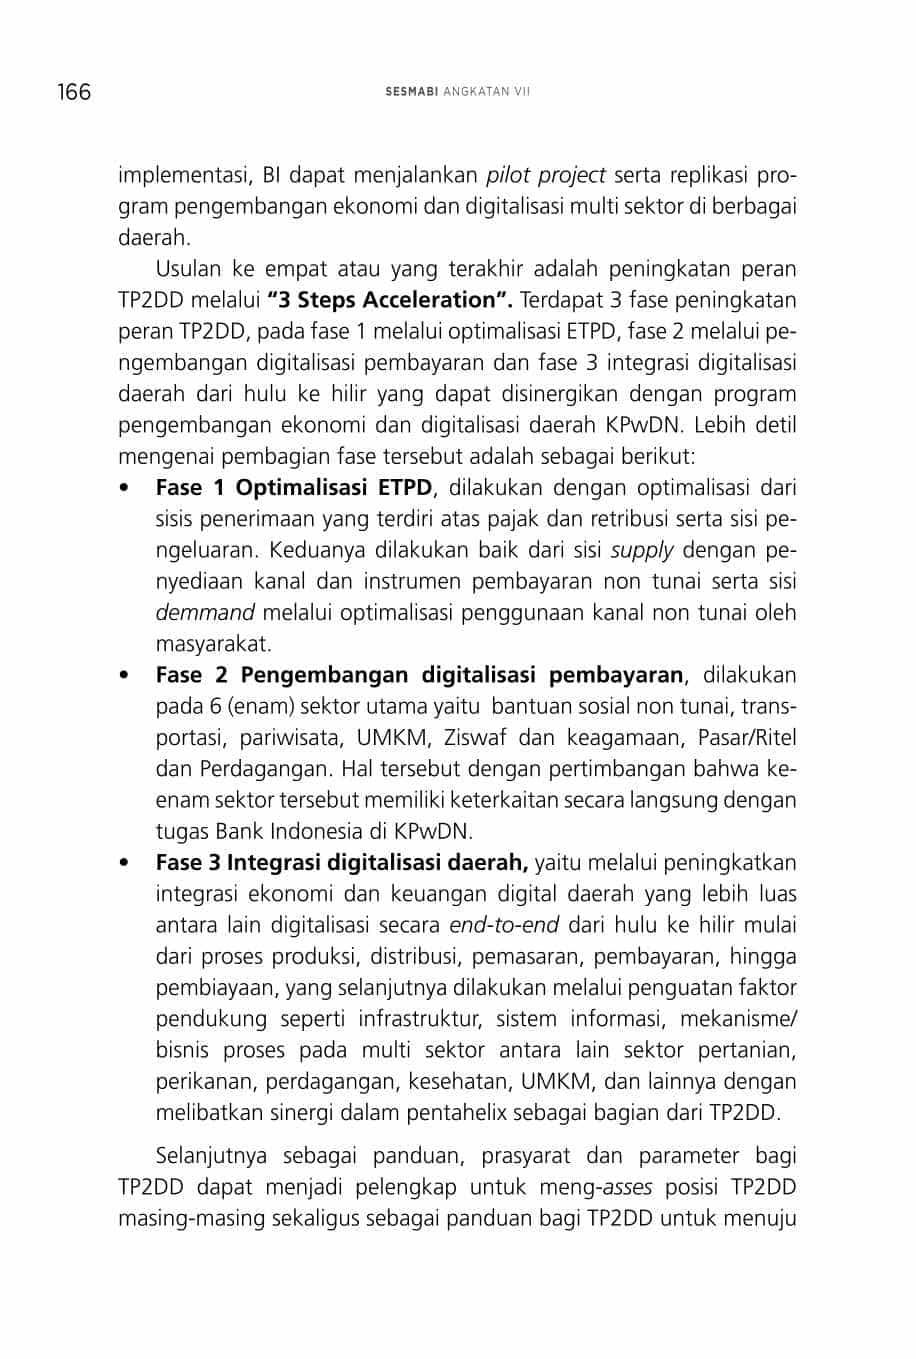 166
SESMABI ANGKATAN VII
implementasi, BI dapat menjalankan pilot project serta replikasi pro-
gram pengembangan ekonomi dan digitalisasi multi sektor di berbagai
daerah.
Usulan ke empat atau yang terakhir adalah peningkatan peran
TP2DD melalui “3 Steps Acceleration”. Terdapat 3 fase peningkatan
peran TP2DD, pada fase 1 melalui optimalisasi ETPD, fase 2 melalui pe-
ngembangan digitalisasi pembayaran dan fase 3 integrasi digitalisasi
daerah dari hulu ke hilir yang dapat disinergikan dengan program
pengembangan ekonomi dan digitalisasi daerah KPwDN. Lebih detil
mengenai pembagian fase tersebut adalah sebagai berikut:
• Fase 1 Optimalisasi ETPD, dilakukan dengan optimalisasi dari
sisis penerimaan yang terdiri atas pajak dan retribusi serta sisi pe-
ngeluaran. Keduanya dilakukan baik dari sisi supply dengan pe-
nyediaan kanal dan instrumen pembayaran non tunai serta sisi
demmand melalui optimalisasi penggunaan kanal non tunai oleh
masyarakat.
• Fase 2 Pengembangan digitalisasi pembayaran, dilakukan
pada 6 (enam) sektor utama yaitu bantuan sosial non tunai, trans-
portasi, pariwisata, UMKM, Ziswaf dan keagamaan, Pasar/Ritel
dan Perdagangan. Hal tersebut dengan pertimbangan bahwa ke-
enam sektor tersebut memiliki keterkaitan secara langsung dengan
tugas Bank Indonesia di KPwDN.
• Fase 3 Integrasi digitalisasi daerah, yaitu melalui peningkatkan
integrasi ekonomi dan keuangan digital daerah yang lebih luas
antara lain digitalisasi secara end-to-end dari hulu ke hilir mulai
dari proses produksi, distribusi, pemasaran, pembayaran, hingga
pembiayaan, yang selanjutnya dilakukan melalui penguatan faktor
pendukung seperti infrastruktur, sistem informasi, mekanisme/
bisnis proses pada multi sektor antara lain sektor pertanian,
perikanan, perdagangan, kesehatan, UMKM, dan lainnya dengan
melibatkan sinergi dalam pentahelix sebagai bagian dari TP2DD.
Selanjutnya sebagai panduan, prasyarat dan parameter bagi
TP2DD dapat menjadi pelengkap untuk meng-asses posisi TP2DD
masing-masing sekaligus sebagai panduan bagi TP2DD untuk menuju